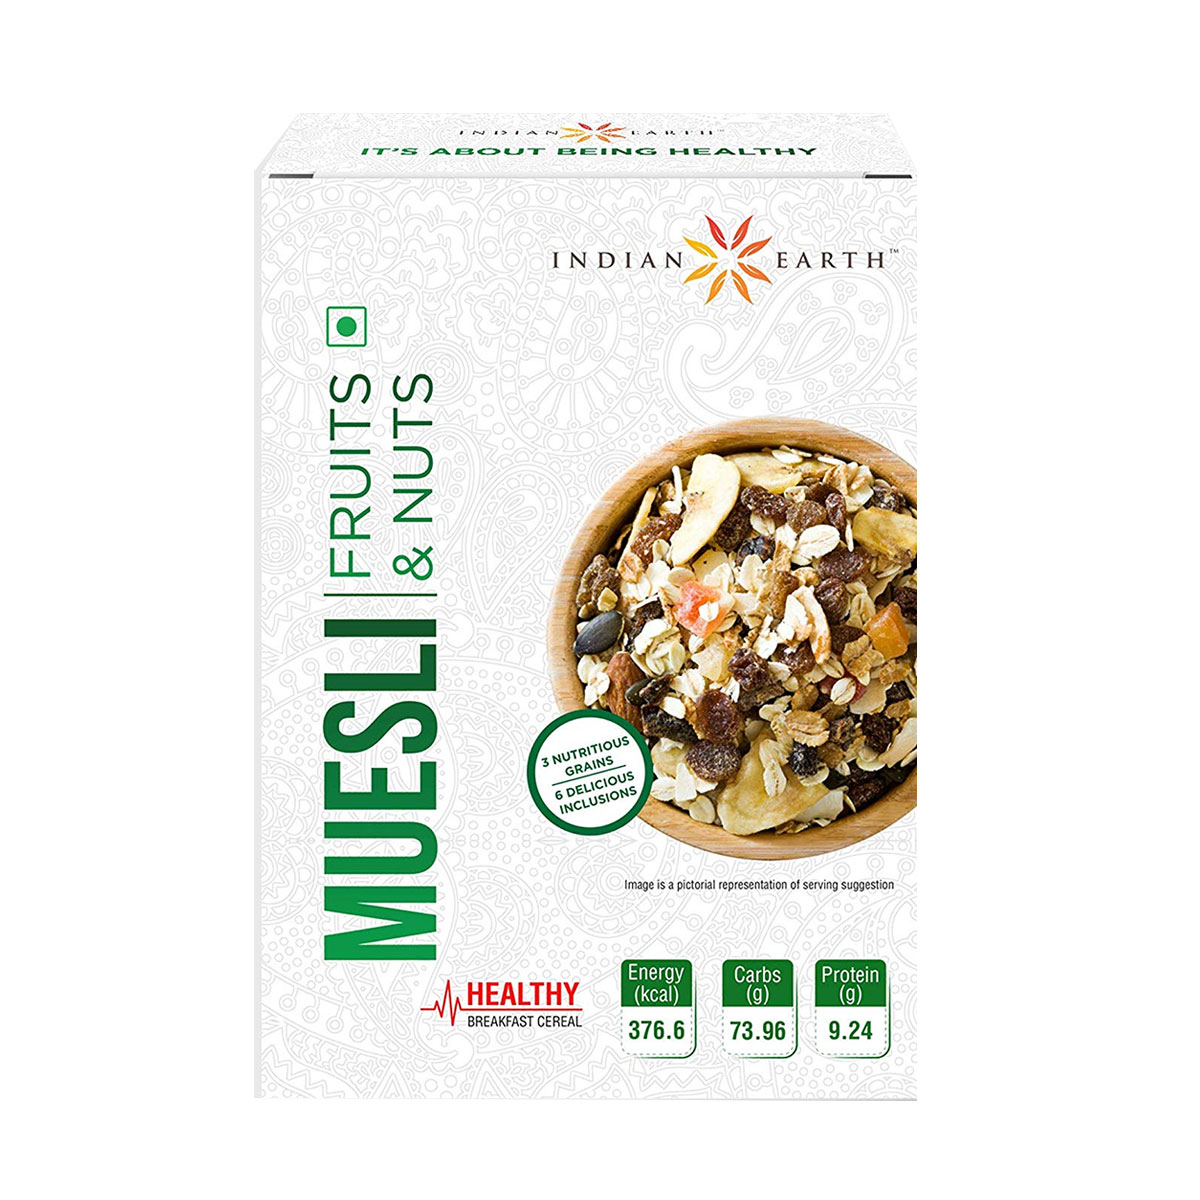 INDIAN EARTH™
IT'S ABOUT BEING HEALTHY
INDIAN EARTH™
MUESLI
FRUITS
& NUTS
3 NUTRITIOUS
GRAINS
6 DELICIOUS
INCLUSIONS
Image is a pictorial representation of serving suggestion
HEALTHY
BREAKFAST CEREAL
Energy
(kcal)
376.6
Carbs
(g)
73.96
Protein
(g)
9.24